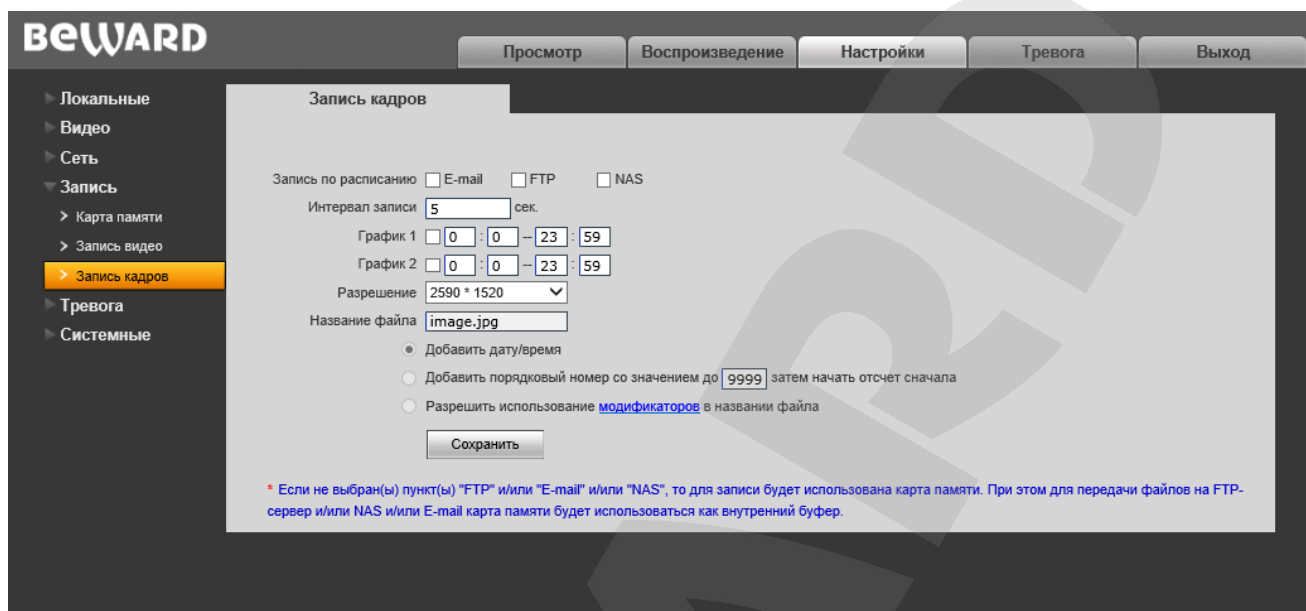 BEWARD
Просмотр Воспроизведение Настройки Тревога Выход
Локальные
Видео
Сеть
Запись
Карта памяти
Запись видео
Запись кадров
Тревога
Системные
Запись кадров
Запись по расписанию E-mail FTP NAS
Интервал записи 5 сек.
График 1 0 : 0 -- 23 : 59
График 2 0 : 0 -- 23 : 59
Разрешение 2590 * 1520
Название файла image.jpg
Добавить дату/время
Добавить порядковый номер со значением до 9999 затем начать отсчет сначала
Разрешить использование модификаторов в названии файла
Сохранить
* Если не выбран(ы) пункт(ы) "FTP" и/или "E-mail" и/или "NAS", то для записи будет использована карта памяти. При этом для передачи файлов на FTP-
сервер и/или NAS и/или E-mail карта памяти будет использоваться как внутренний буфер.